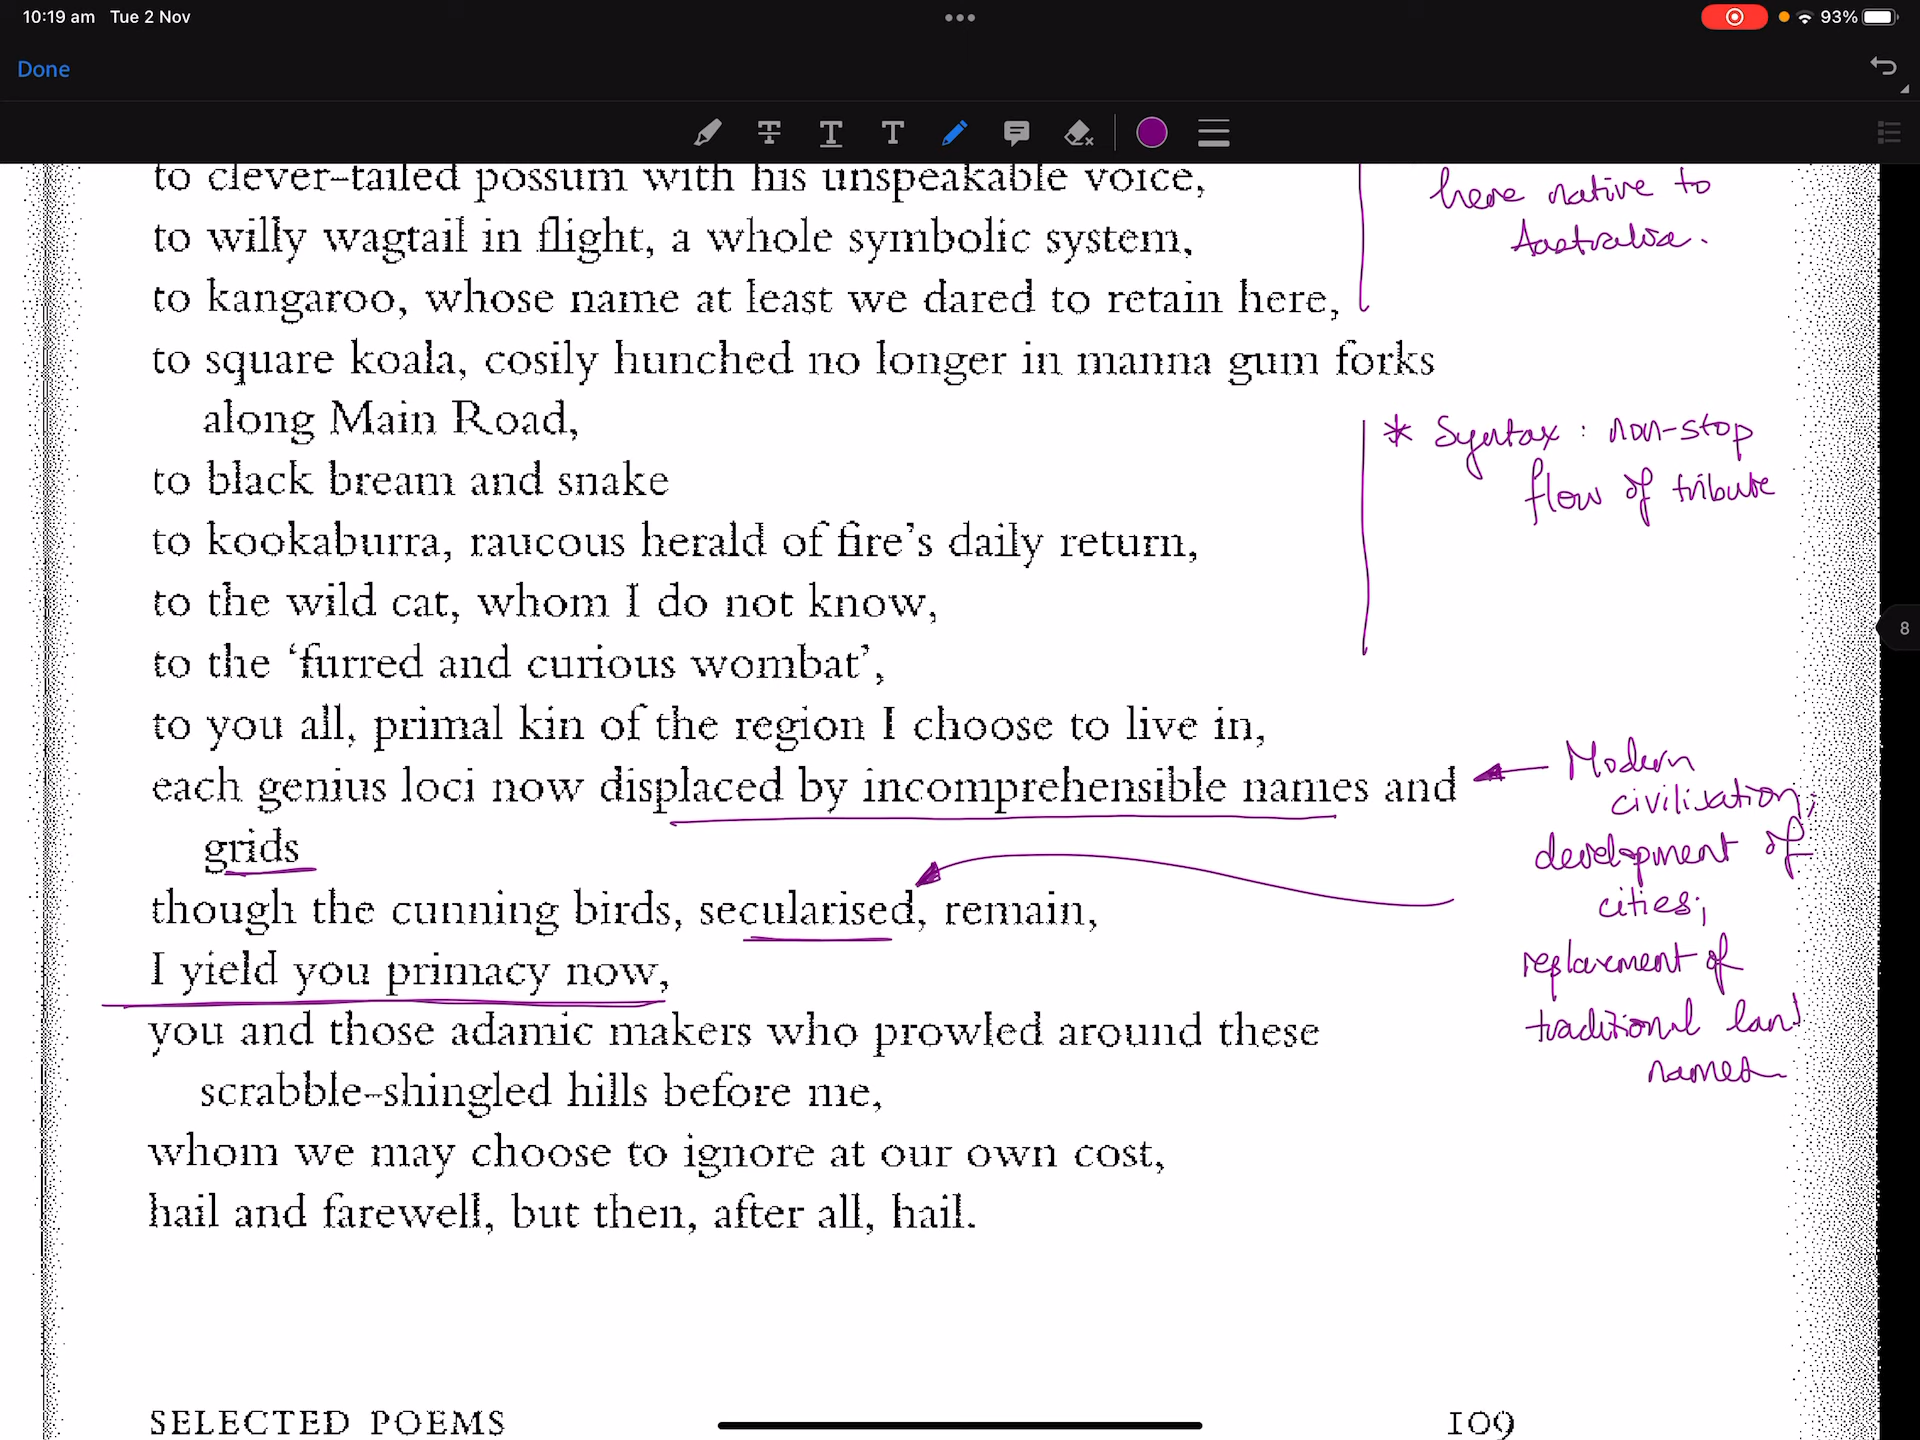 10:19 am Tue 2 Nov
93%
Done
to clever-tailed possum with his unspeakable voice,
here native to
Australia.
to willy wagtail in flight, a whole symbolic system,
to kangaroo, whose name at least we dared to retain here,
to square koala, cosily hunched no longer in manna gum forks
along Main Road,
* Syntax : non-stop
flow of tribute
to black bream and snake
to kookaburra, raucous herald of fire's daily return,
to the wild cat, whom I do not know,
8
to the ‘furred and curious wombat’,
to you all, primal kin of the region I choose to live in,
each genius loci now displaced by incomprehensible names and
grids
Modern
civilisation;
development of
cities;
replacement of
traditional land
names
though the cunning birds, secularised, remain,
I yield you primacy now,
you and those adamic makers who prowled around these
scrabble-shingled hills before me,
whom we may choose to ignore at our own cost,
hail and farewell, but then, after all, hail.
SELECTED POEMS
109